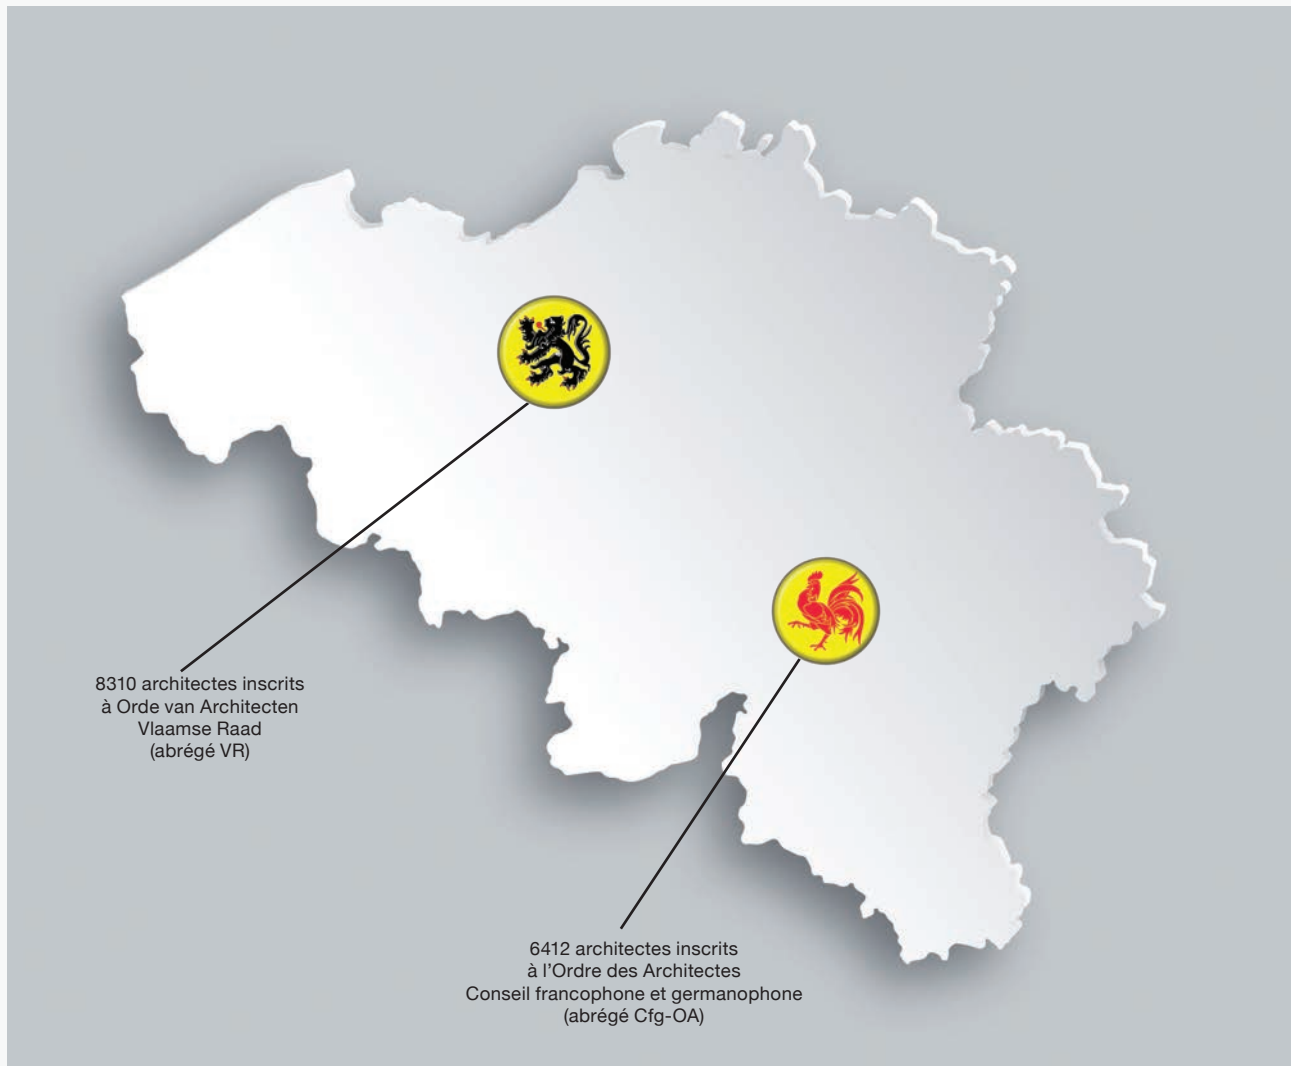 8310 architectes inscrits
à Orde van Architecten
Vlaamse Raad
(abrégé VR)
6412 architectes inscrits
à l’Ordre des Architectes
Conseil francophone et germanophone
(abrégé Cfg-OA)